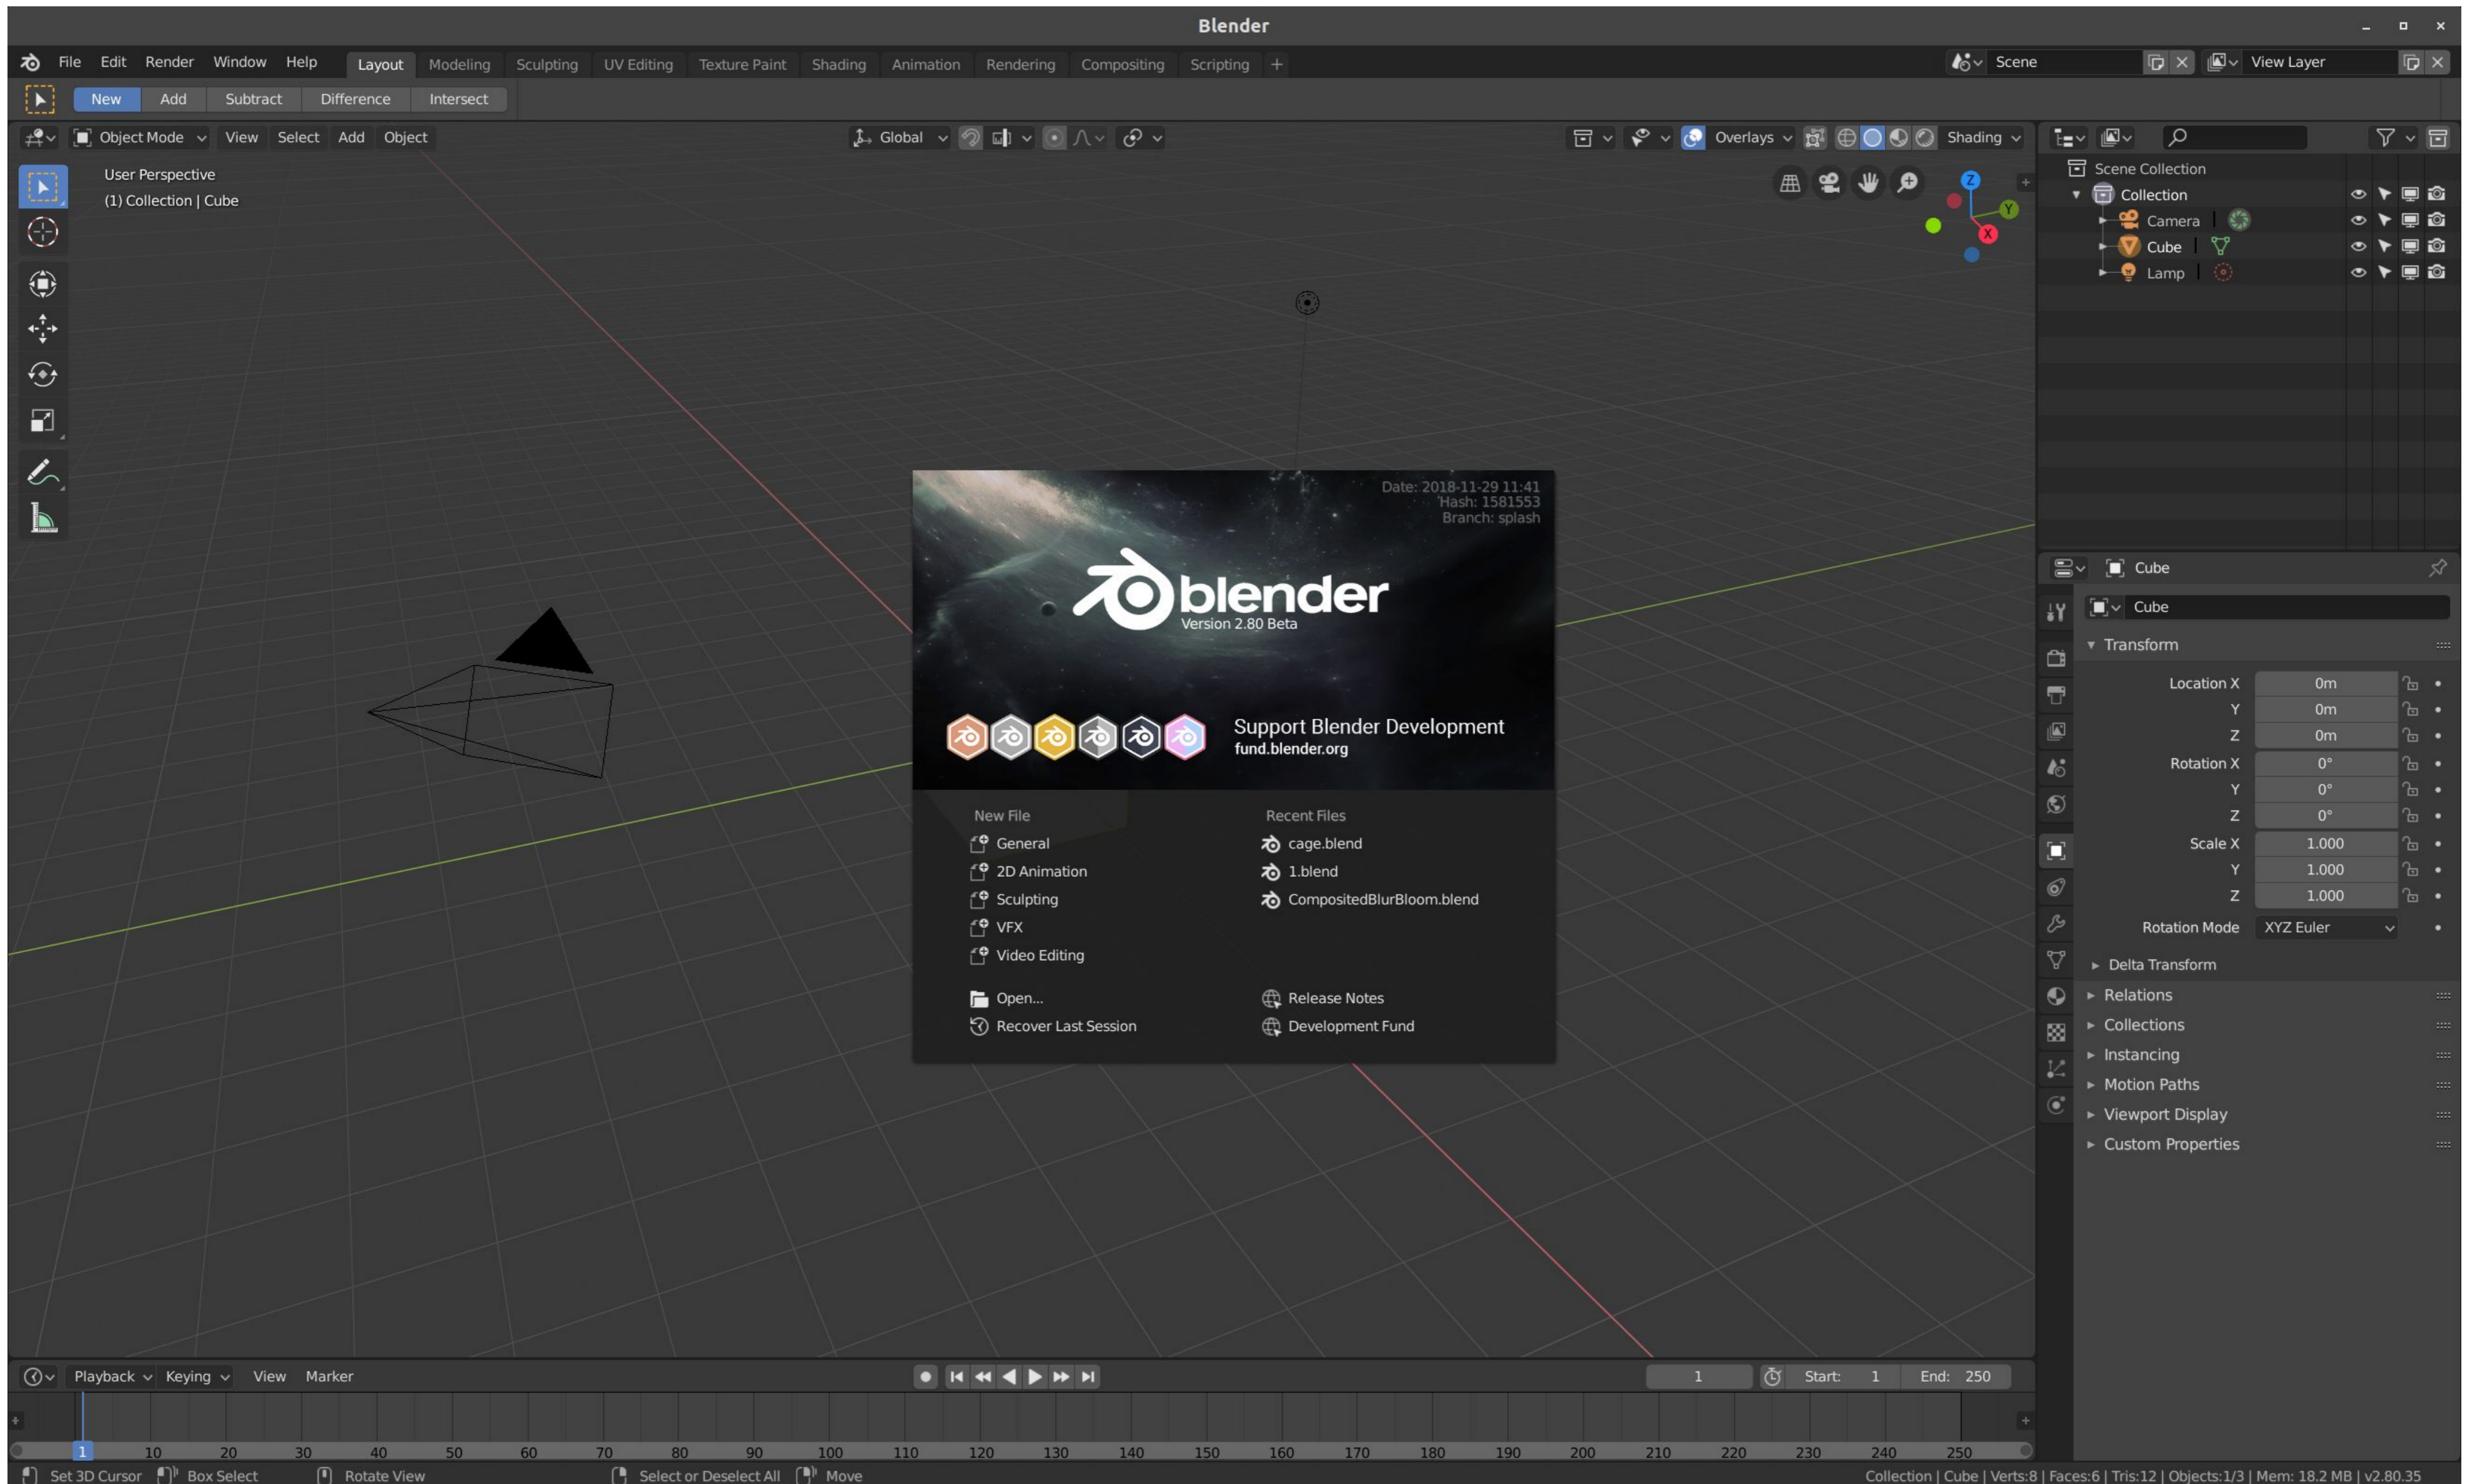 Blender
File Edit Render Window Help Layout Modeling Sculpting UV Editing Texture Paint Shading Animation Rendering Compositing Scripting + Scene View Layer
New Add Subtract Difference Intersect
Object Mode View Select Add Object Global Overlays Shading
User Perspective
(1) Collection | Cube
Z
Y
X
Scene Collection
Collection
Camera
Cube
Lamp
Date: 2018-11-29 11:41
Hash: 1581553
Branch: splash
blender
Version 2.80 Beta
Support Blender Development
fund.blender.org
New File
General
2D Animation
Sculpting
VFX
Video Editing
Open...
Recover Last Session
Recent Files
cage.blend
1.blend
CompositedBlurBloom.blend
Release Notes
Development Fund
Cube
Cube
Transform
Location X 0m
Y 0m
Z 0m
Rotation X 0°
Y 0°
Z 0°
Scale X 1.000
Y 1.000
Z 1.000
Rotation Mode XYZ Euler
Delta Transform
Relations
Collections
Instancing
Motion Paths
Viewport Display
Custom Properties
Playback Keying View Marker 1 Start: 1 End: 250
1 10 20 30 40 50 60 70 80 90 100 110 120 130 140 150 160 170 180 190 200 210 220 230 240 250
Set 3D Cursor Box Select Rotate View Select or Deselect All Move Collection | Cube | Verts:8 | Faces:6 | Tris:12 | Objects:1/3 | Mem: 18.2 MB | v2.80.35